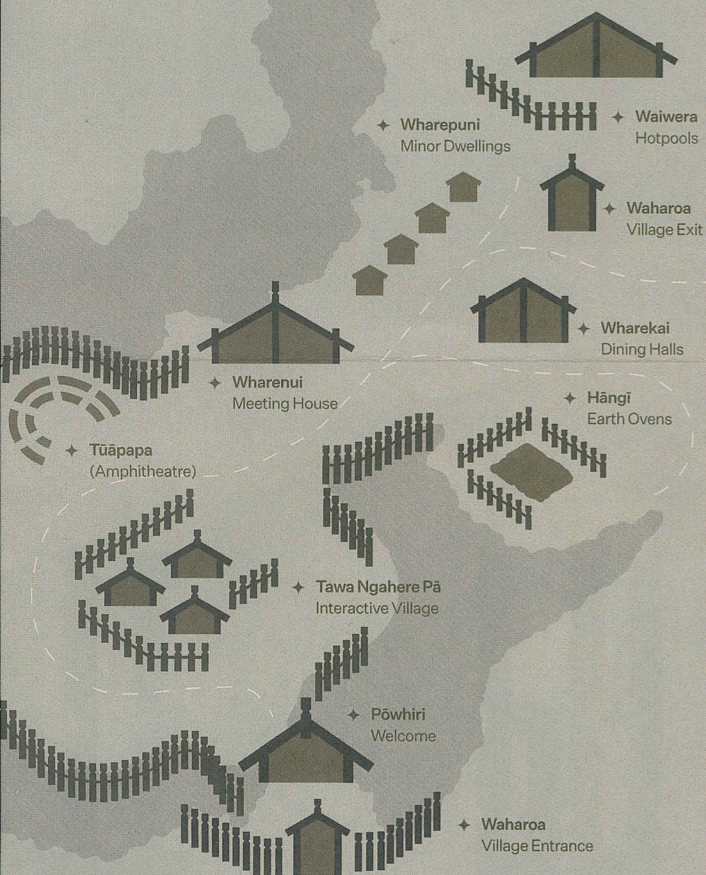 Waiwera
Hotpools
Wharepuni
Minor Dwellings
Waharoa
Village Exit
Wharekai
Dining Halls
Wharenui
Meeting House
Hāngī
Earth Ovens
Tūāpapa
(Amphitheatre)
Tawa Ngahere Pā
Interactive Village
Pōwhiri
Welcome
Waharoa
Village Entrance